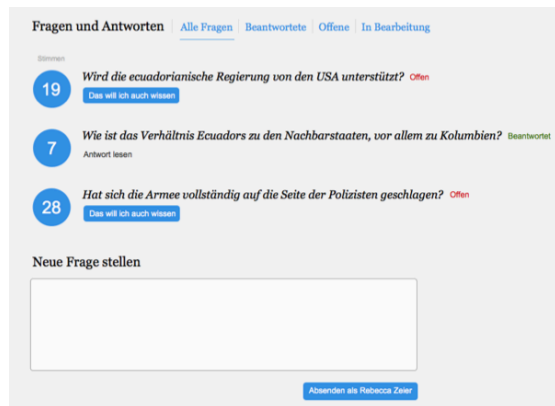 Fragen und Antworten Alle Fragen Beantwortete Offene In Bearbeitung
Stimmen
19 Wird die ecuadorianische Regierung von den USA unterstützt? Offen
Das will ich auch wissen
7 Wie ist das Verhältnis Ecuadors zu den Nachbarstaaten, vor allem zu Kolumbien? Beantwortet
Antwort lesen
28 Hat sich die Armee vollständig auf die Seite der Polizisten geschlagen? Offen
Das will ich auch wissen
Neue Frage stellen
Absenden als Rebecca Zeier